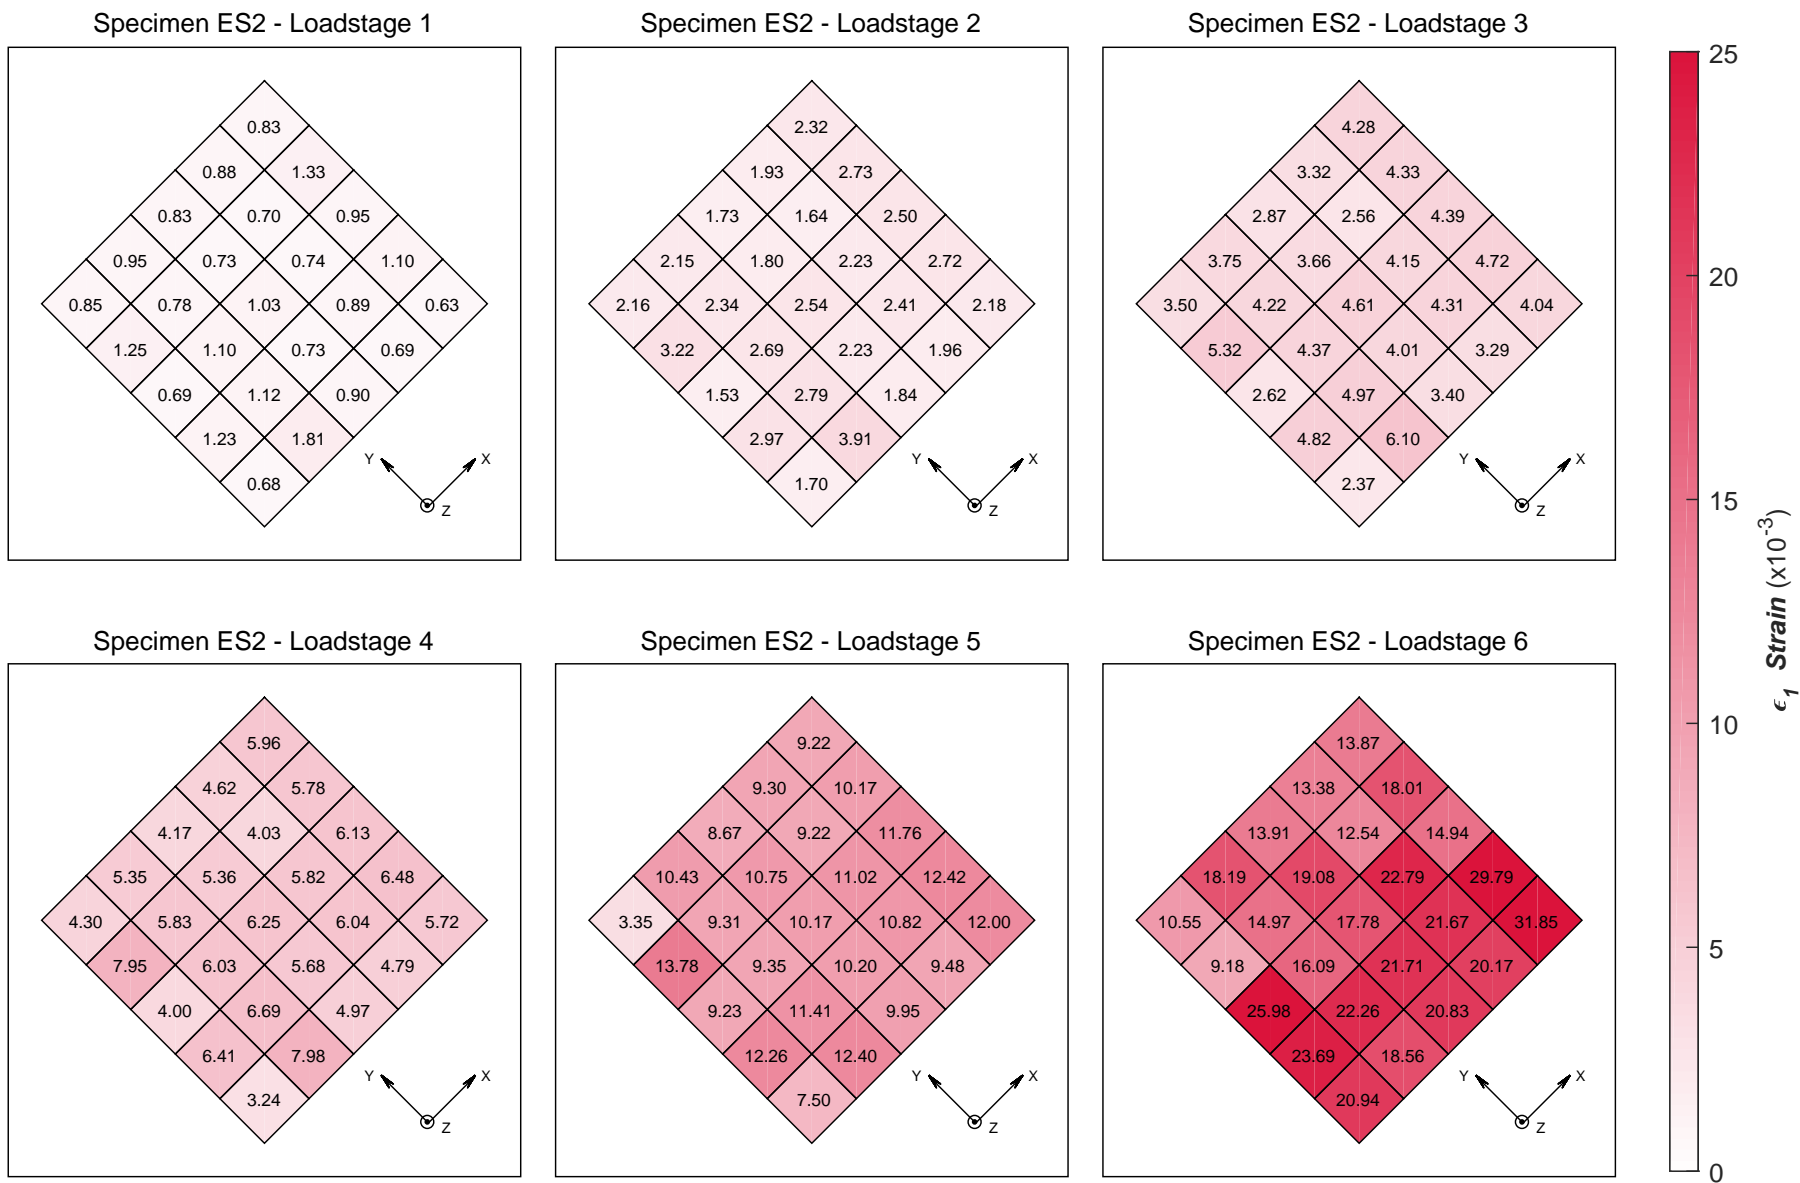 Specimen ES2 - Loadstage 1
0.83
0.88 1.33
0.83 0.70 0.95
0.95 0.73 0.74 1.10
0.85 0.78 1.03 0.89 0.63
1.25 1.10 0.73 0.69
0.69 1.12 0.90
1.23 1.81
0.68
Y X
Z
Specimen ES2 - Loadstage 2
2.32
1.93 2.73
1.73 1.64 2.50
2.15 1.80 2.23 2.72
2.16 2.34 2.54 2.41 2.18
3.22 2.69 2.23 1.96
1.53 2.79 1.84
2.97 3.91
1.70
Y X
Z
Specimen ES2 - Loadstage 3
4.28
3.32 4.33
2.87 2.56 4.39
3.75 3.66 4.15 4.72
3.50 4.22 4.61 4.31 4.04
5.32 4.37 4.01 3.29
2.62 4.97 3.40
4.82 6.10
2.37
Y X
Z
Specimen ES2 - Loadstage 4
5.96
4.62 5.78
4.17 4.03 6.13
5.35 5.36 5.82 6.48
4.30 5.83 6.25 6.04 5.72
7.95 6.03 5.68 4.79
4.00 6.69 4.97
6.41 7.98
3.24
Y X
Z
Specimen ES2 - Loadstage 5
9.22
9.30 10.17
8.67 9.22 11.76
10.43 10.75 11.02 12.42
3.35 9.31 10.17 10.82 12.00
13.78 9.35 10.20 9.48
9.23 11.41 9.95
12.26 12.40
7.50
Y X
Z
Specimen ES2 - Loadstage 6
13.87
13.38 18.01
13.91 12.54 14.94
18.19 19.08 22.79 29.79
10.55 14.97 17.78 21.67 31.85
9.18 16.09 21.71 20.17
25.98 22.26 20.83
23.69 18.56
20.94
Y X
Z
25
20
15
10
5
0
ϵ1 Strain (x10-3)